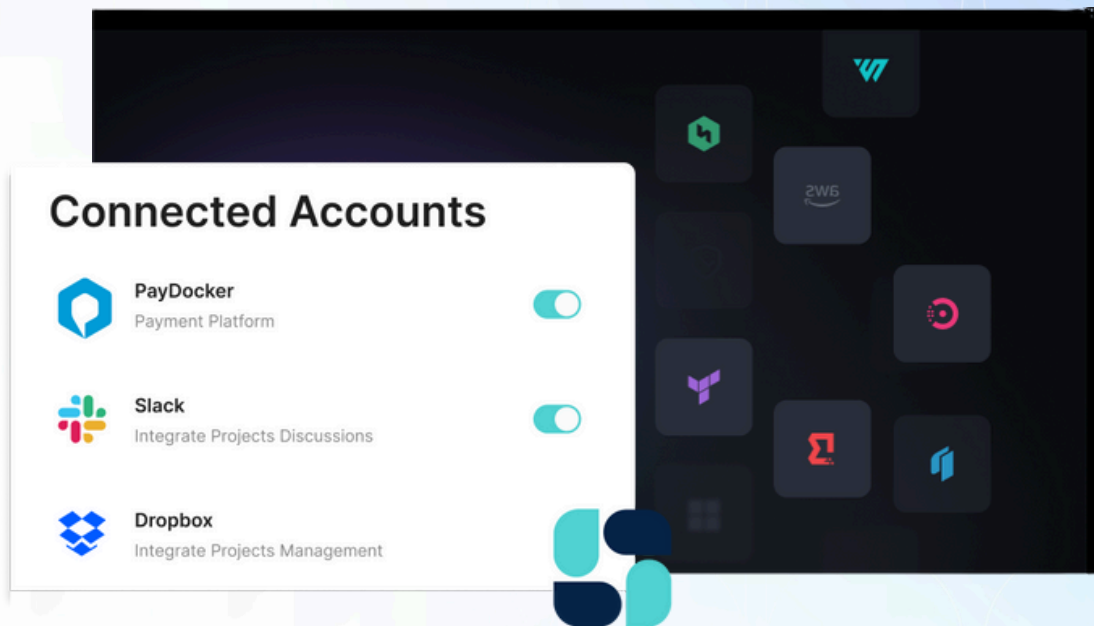 Connected Accounts
PayDocker
Payment Platform
Slack
Integrate Projects Discussions
Dropbox
Integrate Projects Management
aws